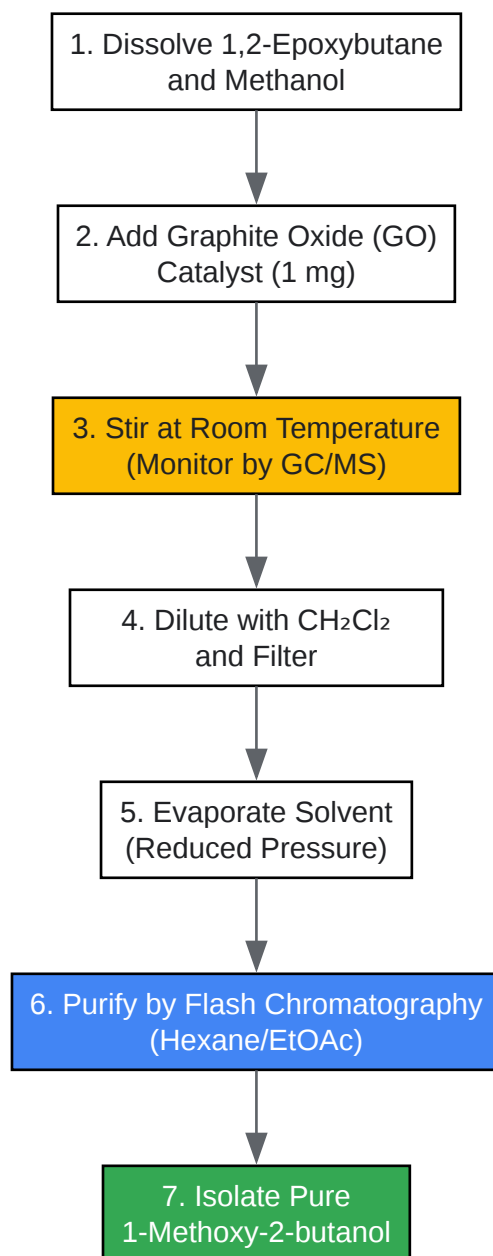 1. Dissolve 1,2-Epoxybutane
and Methanol
2. Add Graphite Oxide (GO)
Catalyst (1 mg)
3. Stir at Room Temperature
(Monitor by GC/MS)
4. Dilute with CH₂Cl₂
and Filter
5. Evaporate Solvent
(Reduced Pressure)
6. Purify by Flash Chromatography
(Hexane/EtOAc)
7. Isolate Pure
1-Methoxy-2-butanol